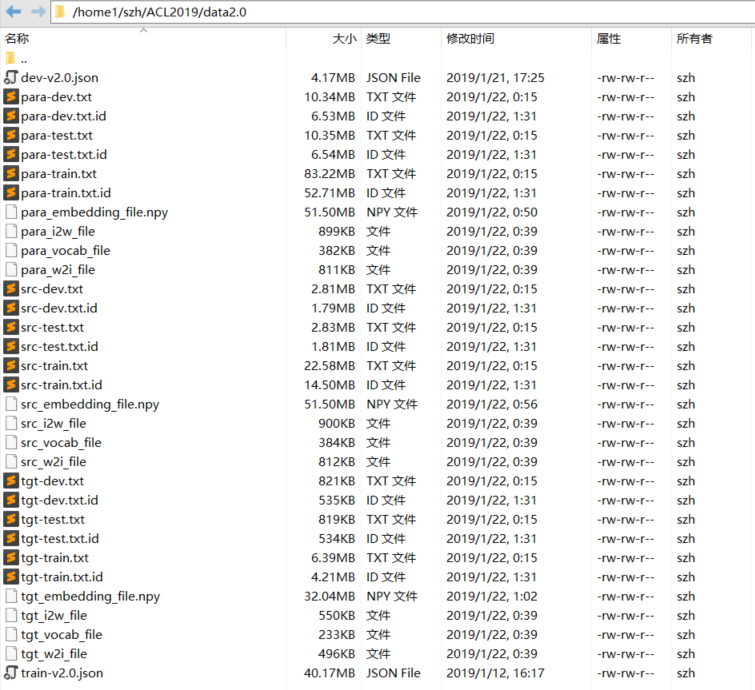 /home1/szh/ACL2019/data2.0
名称 大小 类型 修改时间 属性 所有者
..
dev-v2.0.json 4.17MB JSON File 2019/1/21, 17:25 -rw-rw-r-- szh
para-dev.txt 10.34MB TXT 文件 2019/1/22, 0:15 -rw-rw-r-- szh
para-dev.txt.id 6.53MB ID 文件 2019/1/22, 1:31 -rw-rw-r-- szh
para-test.txt 10.35MB TXT 文件 2019/1/22, 0:15 -rw-rw-r-- szh
para-test.txt.id 6.54MB ID 文件 2019/1/22, 1:31 -rw-rw-r-- szh
para-train.txt 83.22MB TXT 文件 2019/1/22, 0:15 -rw-rw-r-- szh
para-train.txt.id 52.71MB ID 文件 2019/1/22, 1:31 -rw-rw-r-- szh
para_embedding_file.npy 51.50MB NPY 文件 2019/1/22, 0:50 -rw-rw-r-- szh
para_i2w_file 899KB 文件 2019/1/22, 0:39 -rw-rw-r-- szh
para_vocab_file 382KB 文件 2019/1/22, 0:39 -rw-rw-r-- szh
para_w2i_file 811KB 文件 2019/1/22, 0:39 -rw-rw-r-- szh
src-dev.txt 2.81MB TXT 文件 2019/1/22, 0:15 -rw-rw-r-- szh
src-dev.txt.id 1.79MB ID 文件 2019/1/22, 1:31 -rw-rw-r-- szh
src-test.txt 2.83MB TXT 文件 2019/1/22, 0:15 -rw-rw-r-- szh
src-test.txt.id 1.81MB ID 文件 2019/1/22, 1:31 -rw-rw-r-- szh
src-train.txt 22.58MB TXT 文件 2019/1/22, 0:15 -rw-rw-r-- szh
src-train.txt.id 14.50MB ID 文件 2019/1/22, 1:31 -rw-rw-r-- szh
src_embedding_file.npy 51.50MB NPY 文件 2019/1/22, 0:56 -rw-rw-r-- szh
src_i2w_file 900KB 文件 2019/1/22, 0:39 -rw-rw-r-- szh
src_vocab_file 384KB 文件 2019/1/22, 0:39 -rw-rw-r-- szh
src_w2i_file 812KB 文件 2019/1/22, 0:39 -rw-rw-r-- szh
tgt-dev.txt 821KB TXT 文件 2019/1/22, 0:15 -rw-rw-r-- szh
tgt-dev.txt.id 535KB ID 文件 2019/1/22, 1:31 -rw-rw-r-- szh
tgt-test.txt 819KB TXT 文件 2019/1/22, 0:15 -rw-rw-r-- szh
tgt-test.txt.id 534KB ID 文件 2019/1/22, 1:31 -rw-rw-r-- szh
tgt-train.txt 6.39MB TXT 文件 2019/1/22, 0:15 -rw-rw-r-- szh
tgt-train.txt.id 4.21MB ID 文件 2019/1/22, 1:31 -rw-rw-r-- szh
tgt_embedding_file.npy 32.04MB NPY 文件 2019/1/22, 1:02 -rw-rw-r-- szh
tgt_i2w_file 550KB 文件 2019/1/22, 0:39 -rw-rw-r-- szh
tgt_vocab_file 233KB 文件 2019/1/22, 0:39 -rw-rw-r-- szh
tgt_w2i_file 496KB 文件 2019/1/22, 0:39 -rw-rw-r-- szh
train-v2.0.json 40.17MB JSON File 2019/1/12, 16:17 -rw-rw-r-- szh